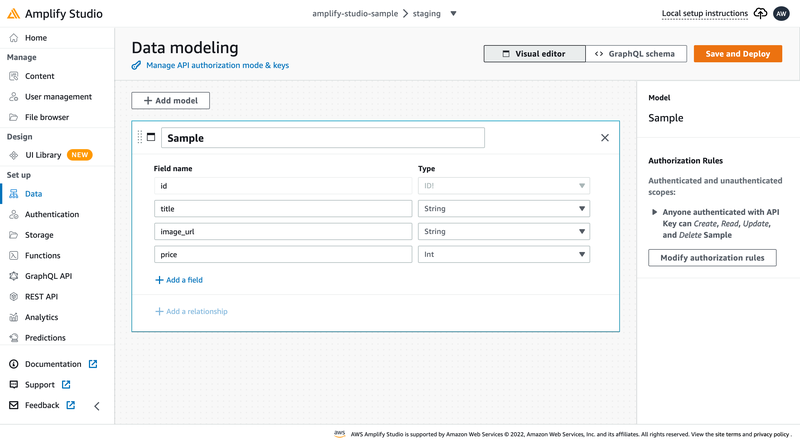 Amplify Studio
amplify-studio-sample > staging
Local setup instructions
AW
Home
Manage
Content
User management
File browser
Design
UI Library NEW
Set up
Data
Authentication
Storage
Functions
GraphQL API
REST API
Analytics
Predictions
Documentation
Support
Feedback
Data modeling
Manage API authorization mode & keys
Visual editor
GraphQL schema
Save and Deploy
+ Add model
Sample
Field name Type
id ID!
title String
image_url String
price Int
+ Add a field
+ Add a relationship
Model
Sample
Authorization Rules
Authenticated and unauthenticated
scopes:
Anyone authenticated with API
Key can Create, Read, Update,
and Delete Sample
Modify authorization rules
aws AWS Amplify Studio is supported by Amazon Web Services © 2022, Amazon Web Services, Inc. and its affiliates. All rights reserved. View the site terms and privacy policy .